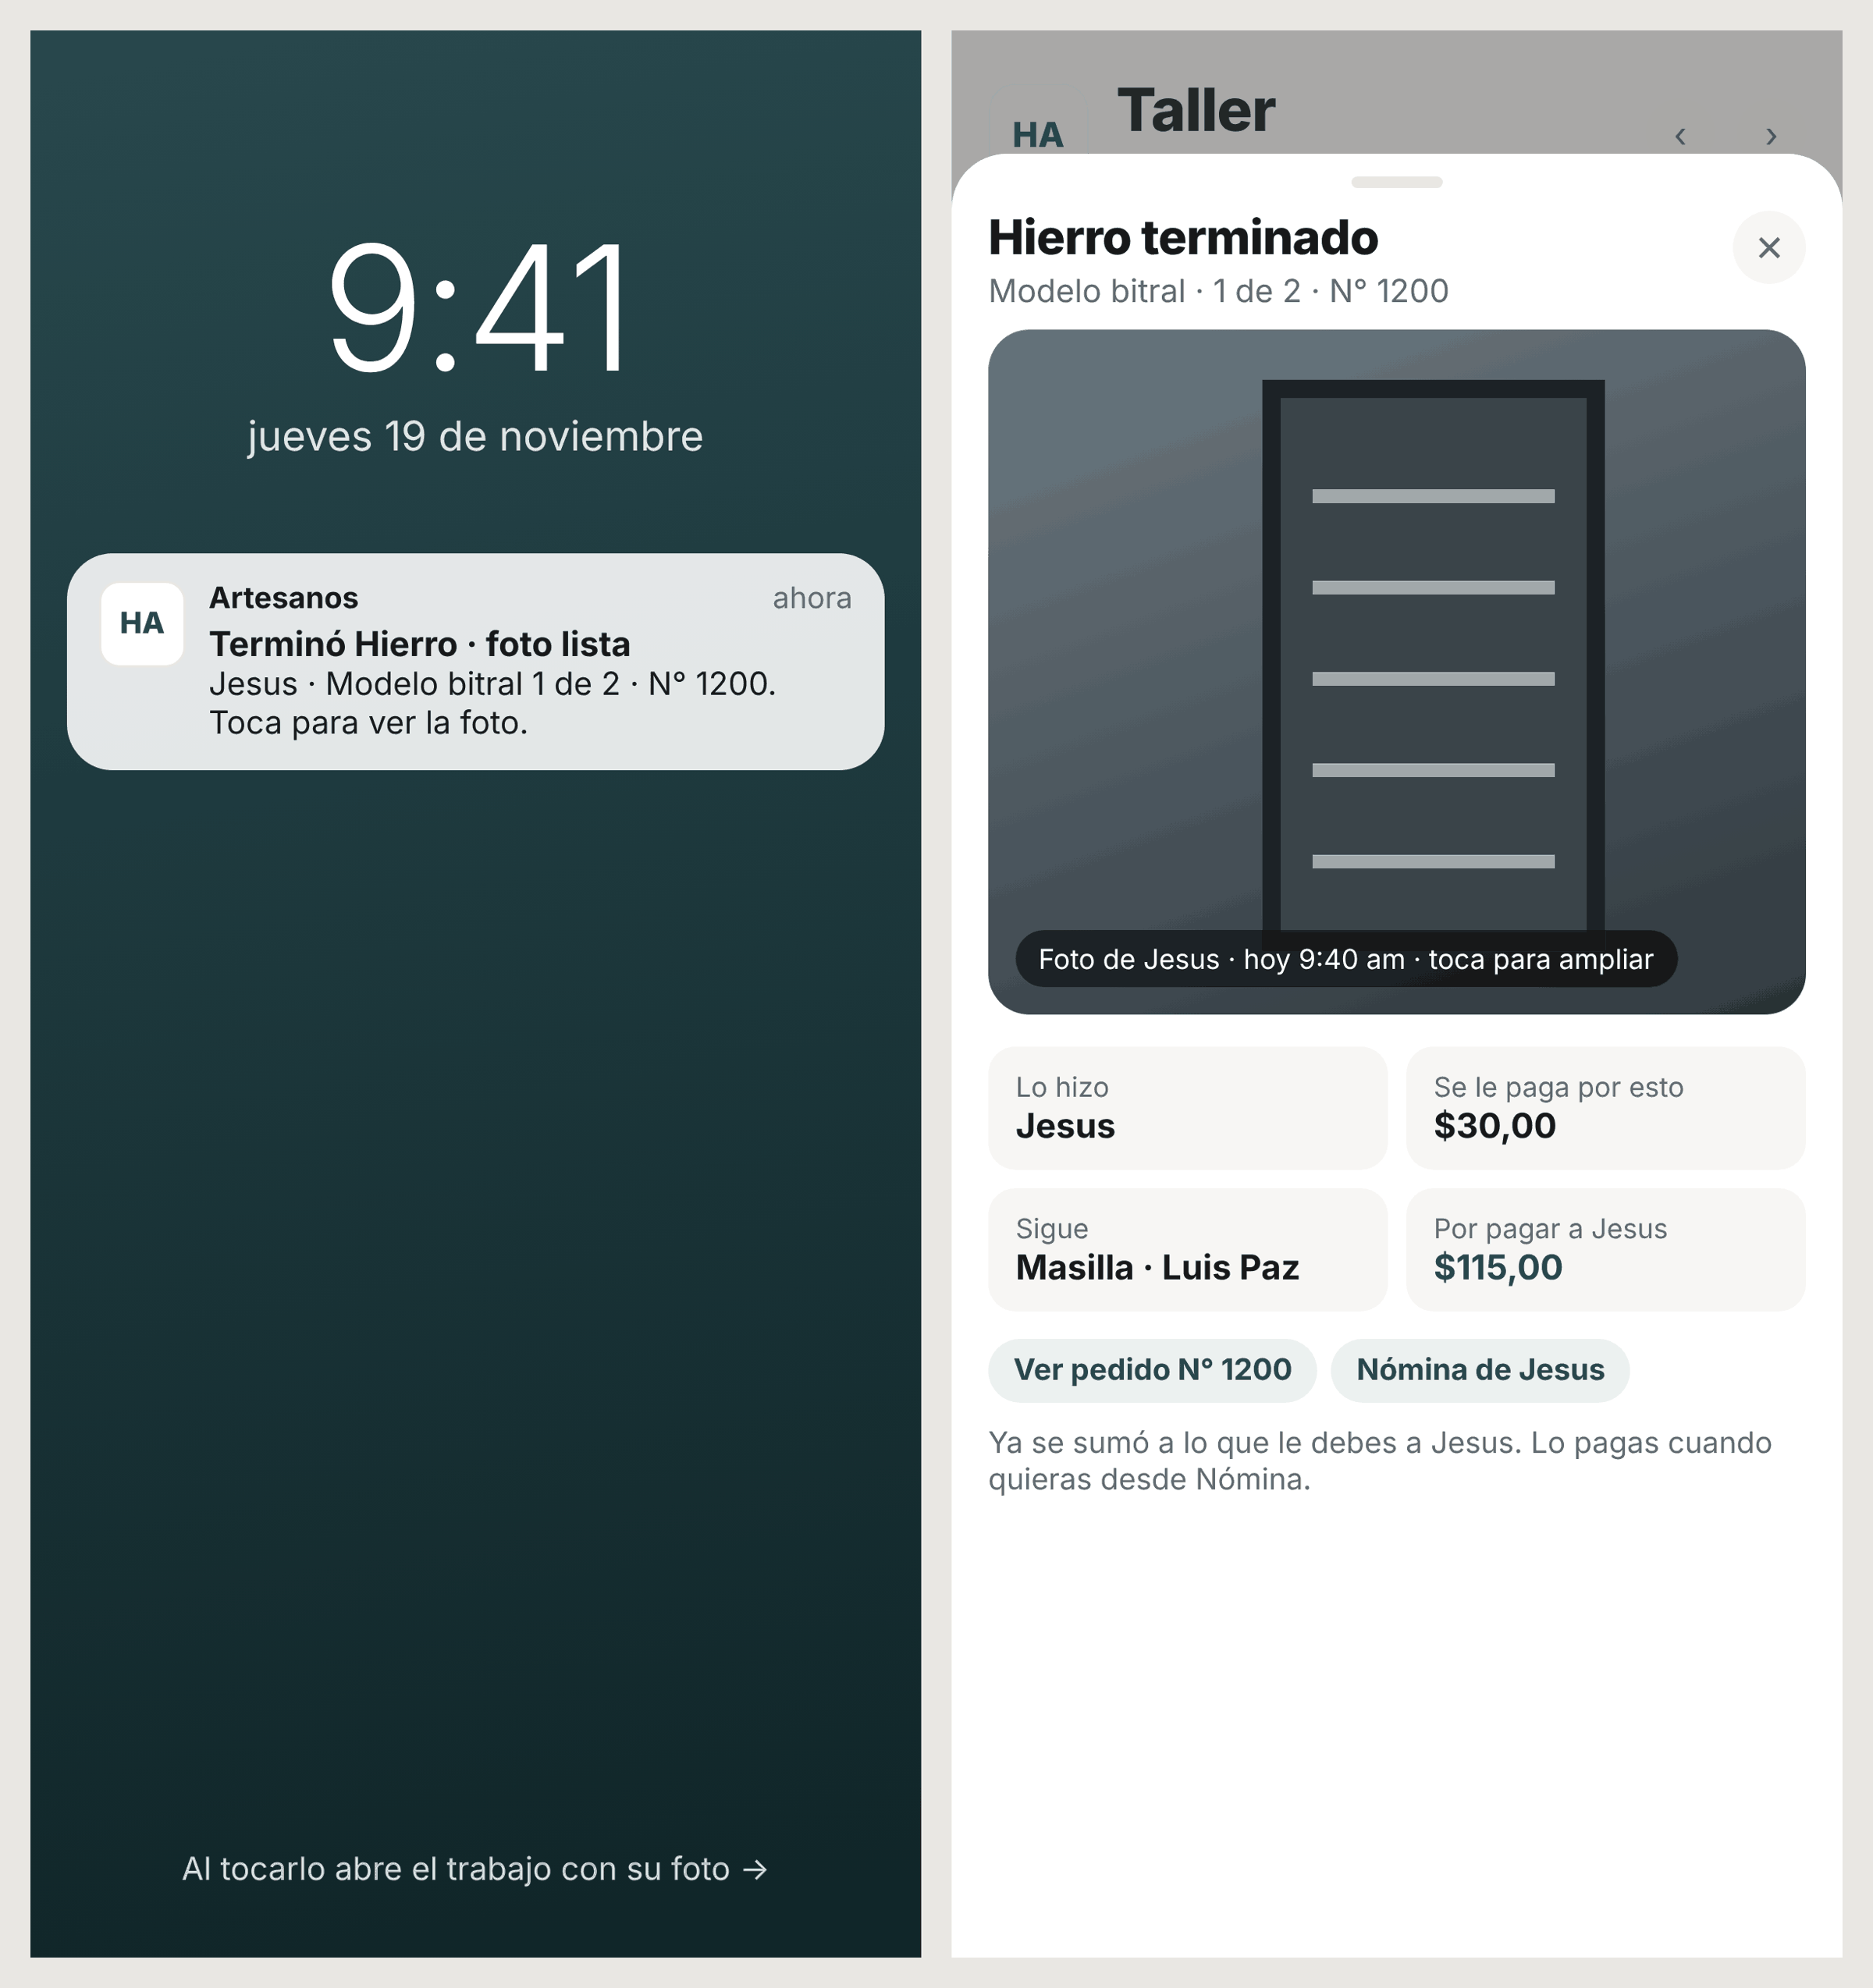 9:41
jueves 19 de noviembre
HA
Artesanos
ahora
Terminó Hierro · foto lista
Jesus · Modelo bitral 1 de 2 · N° 1200.
Toca para ver la foto.
Al tocarlo abre el trabajo con su foto →
HA
Taller
‹ ›
Hierro terminado
✕
Modelo bitral · 1 de 2 · N° 1200
Foto de Jesus · hoy 9:40 am · toca para ampliar
Lo hizo
Jesus
Se le paga por esto
$30,00
Sigue
Masilla · Luis Paz
Por pagar a Jesus
$115,00
Ver pedido N° 1200
Nómina de Jesus
Ya se sumó a lo que le debes a Jesus. Lo pagas cuando
quieras desde Nómina.